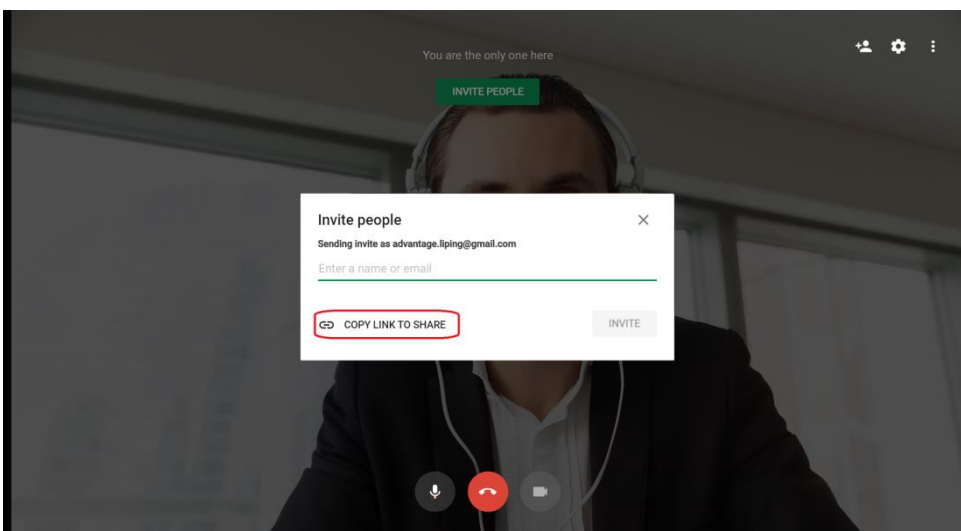 You are the only one here
INVITE PEOPLE
Invite people
Sending invite as advantage.liping@gmail.com
Enter a name or email
COPY LINK TO SHARE
INVITE